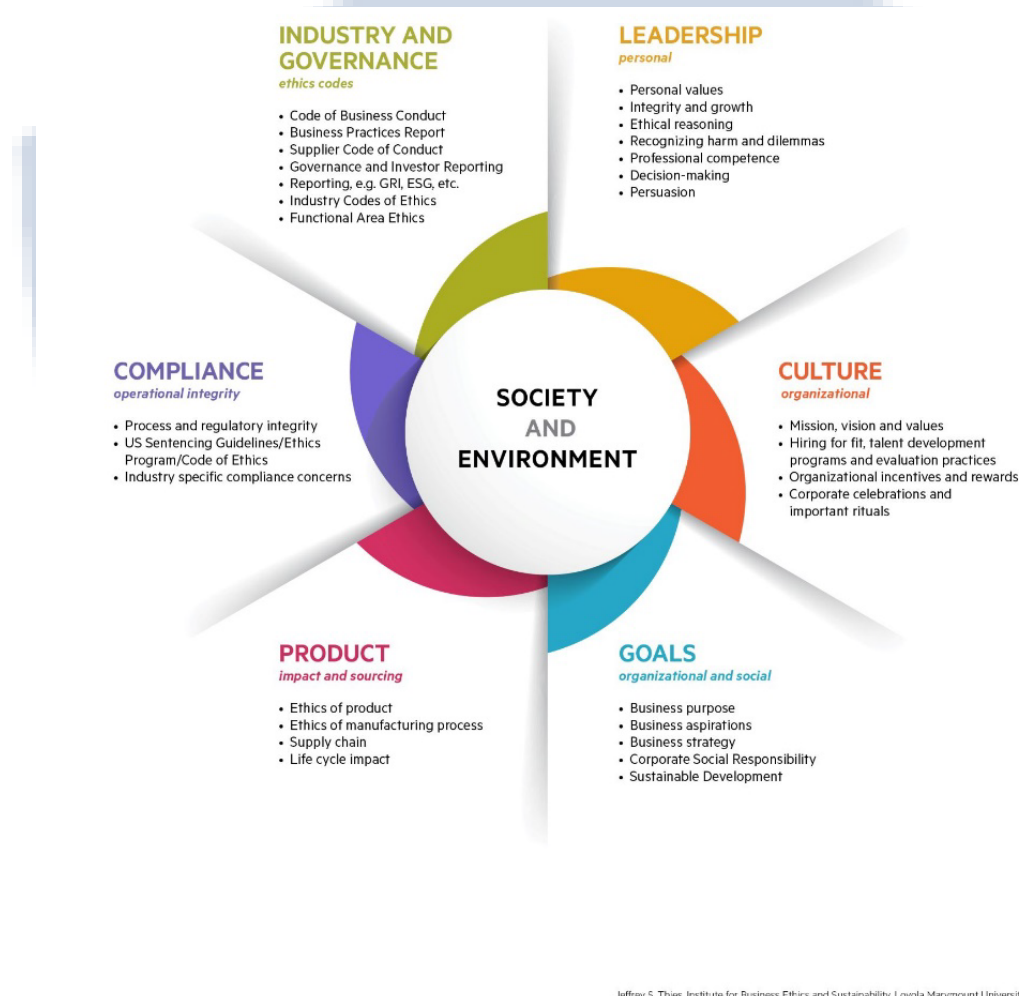 INDUSTRY AND
GOVERNANCE
ethics codes
• Code of Business Conduct
• Business Practices Report
• Supplier Code of Conduct
• Governance and Investor Reporting
• Reporting, e.g. GRI, ESG, etc.
• Industry Codes of Ethics
• Functional Area Ethics
LEADERSHIP
personal
• Personal values
• Integrity and growth
• Ethical reasoning
• Recognizing harm and dilemmas
• Professional competence
• Decision-making
• Persuasion
COMPLIANCE
operational integrity
• Process and regulatory integrity
• US Sentencing Guidelines/Ethics
Program/Code of Ethics
• Industry specific compliance concerns
SOCIETY
AND
ENVIRONMENT
CULTURE
organizational
• Mission, vision and values
• Hiring for fit, talent development
programs and evaluation practices
• Organizational incentives and rewards
• Corporate celebrations and
important rituals
PRODUCT
impact and sourcing
• Ethics of product
• Ethics of manufacturing process
• Supply chain
• Life cycle impact
GOALS
organizational and social
• Business purpose
• Business aspirations
• Business strategy
• Corporate Social Responsibility
• Sustainable Development
Jeffrey S. Thies, Institute for Business Ethics and Sustainability, Loyola Marymount Universit